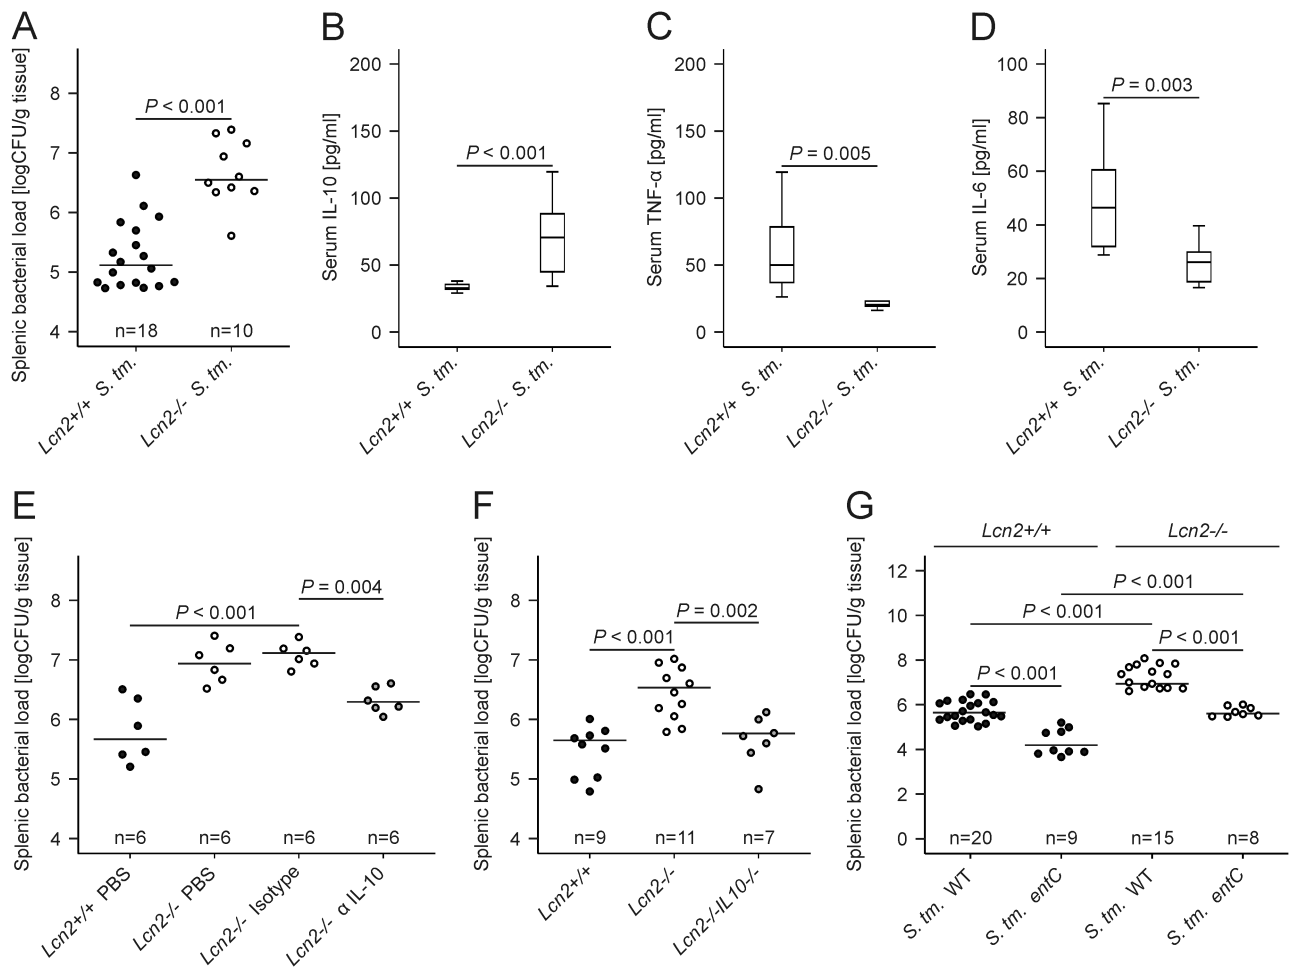 A
Splenic bacterial load [logCFU/g tissue]
8
7
6
5
4
P < 0.001
n=18
n=10
Lcn2+/+ S. tm.
Lcn2-/- S. tm.
B
Serum IL-10 [pg/ml]
200
150
100
50
0
P < 0.001
Lcn2+/+ S. tm.
Lcn2-/- S. tm.
C
Serum TNF-α [pg/ml]
200
150
100
50
0
P = 0.005
Lcn2+/+ S. tm.
Lcn2-/- S. tm.
D
Serum IL-6 [pg/ml]
100
80
60
40
20
0
P = 0.003
Lcn2+/+ S. tm.
Lcn2-/- S. tm.
E
Splenic bacterial load [logCFU/g tissue]
8
7
6
5
4
P < 0.001
P = 0.004
n=6
n=6
n=6
n=6
Lcn2+/+ PBS
Lcn2-/- PBS
Lcn2-/- Isotype
Lcn2-/- α IL-10
F
Splenic bacterial load [logCFU/g tissue]
8
7
6
5
4
P < 0.001
P = 0.002
n=9
n=11
n=7
Lcn2+/+
Lcn2-/-
Lcn2-/-IL10-/-
G
Splenic bacterial load [logCFU/g tissue]
Lcn2+/+
Lcn2-/-
12
10
8
6
4
2
0
P < 0.001
P < 0.001
P < 0.001
P < 0.001
n=20
n=9
n=15
n=8
S. tm. WT
S. tm. entC
S. tm. WT
S. tm. entC